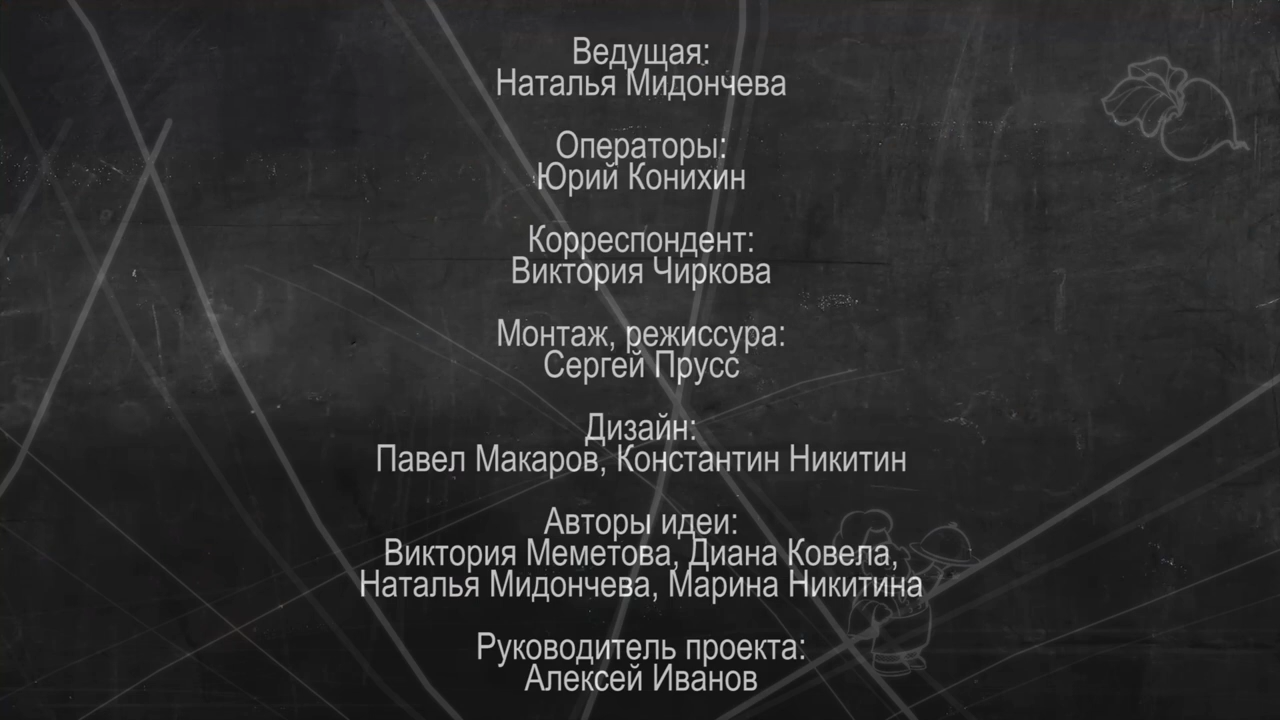 Ведущая:
Наталья Мидончева
Операторы:
Юрий Конихин
Корреспондент:
Виктория Чиркова
Монтаж, режиссура:
Сергей Прусс
Дизайн:
Павел Макаров, Константин Никитин
Авторы идеи:
Виктория Меметова, Диана Ковела,
Наталья Мидончева, Марина Никитина
Руководитель проекта:
Алексей Иванов